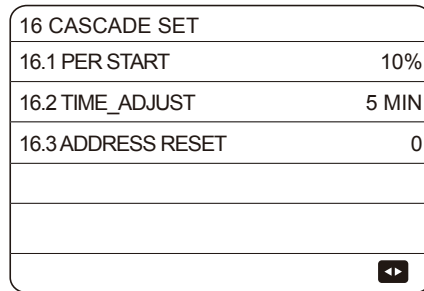 16 CASCADE SET
16.1 PER START 10%
16.2 TIME_ADJUST 5 MIN
16.3 ADDRESS RESET 0